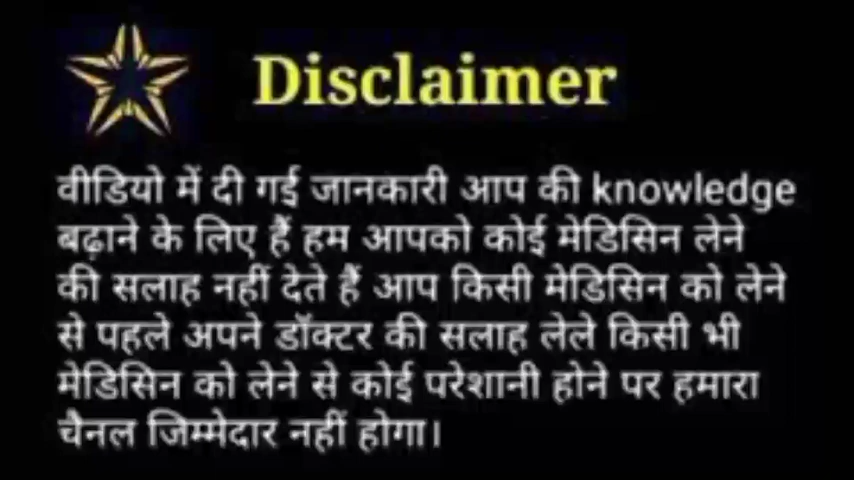 Disclaimer
वीडियो में दी गई जानकारी आप की knowledge
बढ़ाने के लिए हैं हम आपको कोई मेडिसिन लेने
की सलाह नहीं देते हैं आप किसी मेडिसिन को लेने
से पहले अपने डॉक्टर की सलाह लेले किसी भी
मेडिसिन को लेने से कोई परेशानी होने पर हमारा
चैनल जिम्मेदार नहीं होगा।